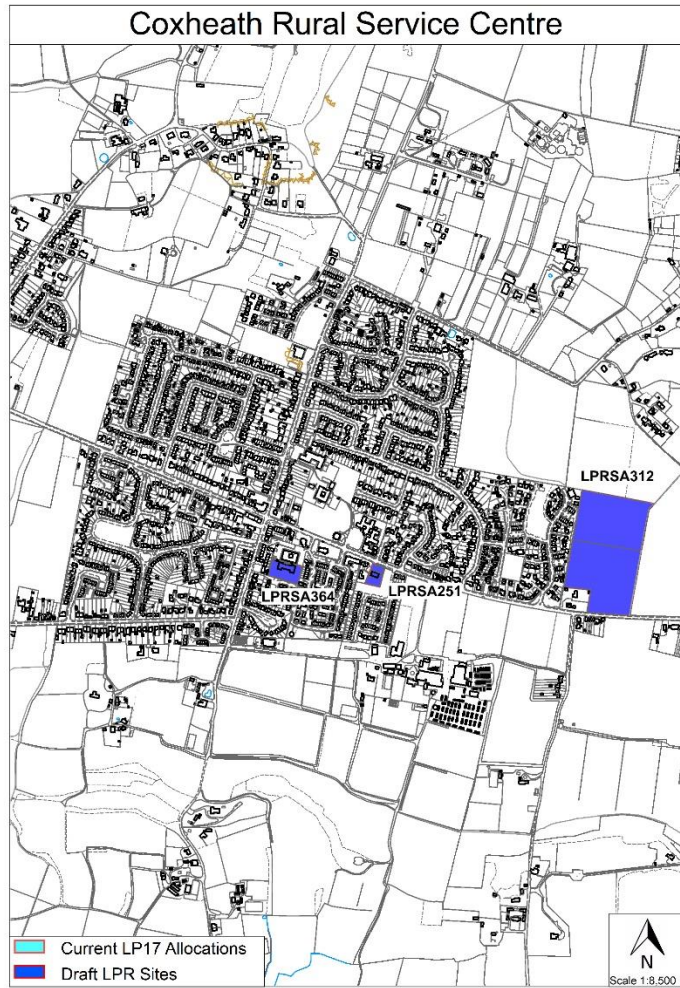 Coxheath Rural Service Centre
LPRSA312
LPRSA364
LPRSA251
Current LP17 Allocations
Draft LPR Sites
N
Scale 1:8,500